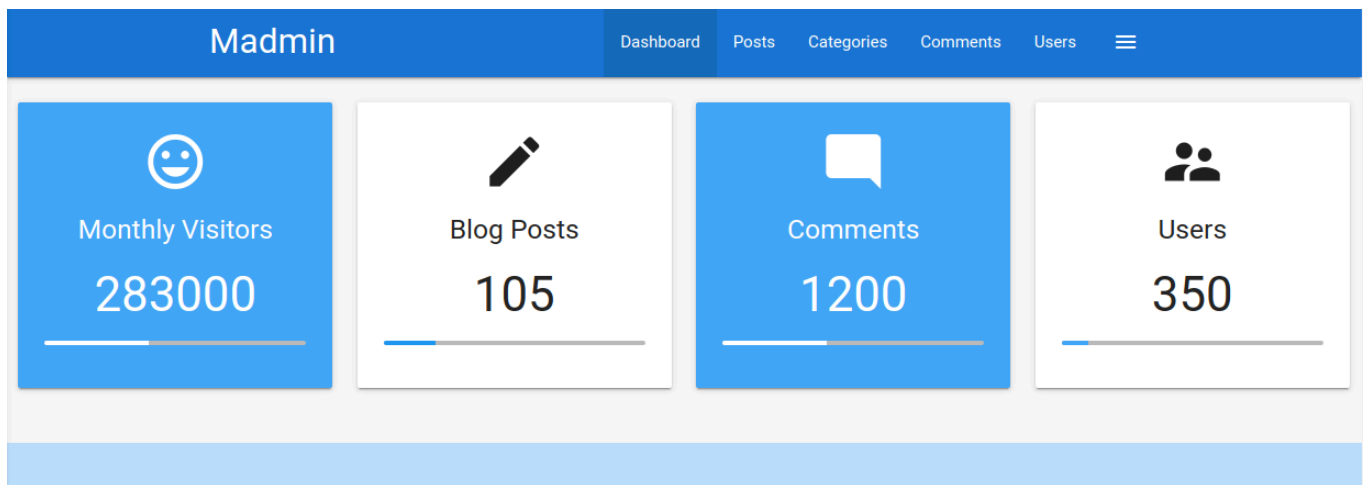 Madmin Dashboard Posts Categories Comments Users
Monthly Visitors
283000
Blog Posts
105
Comments
1200
Users
350